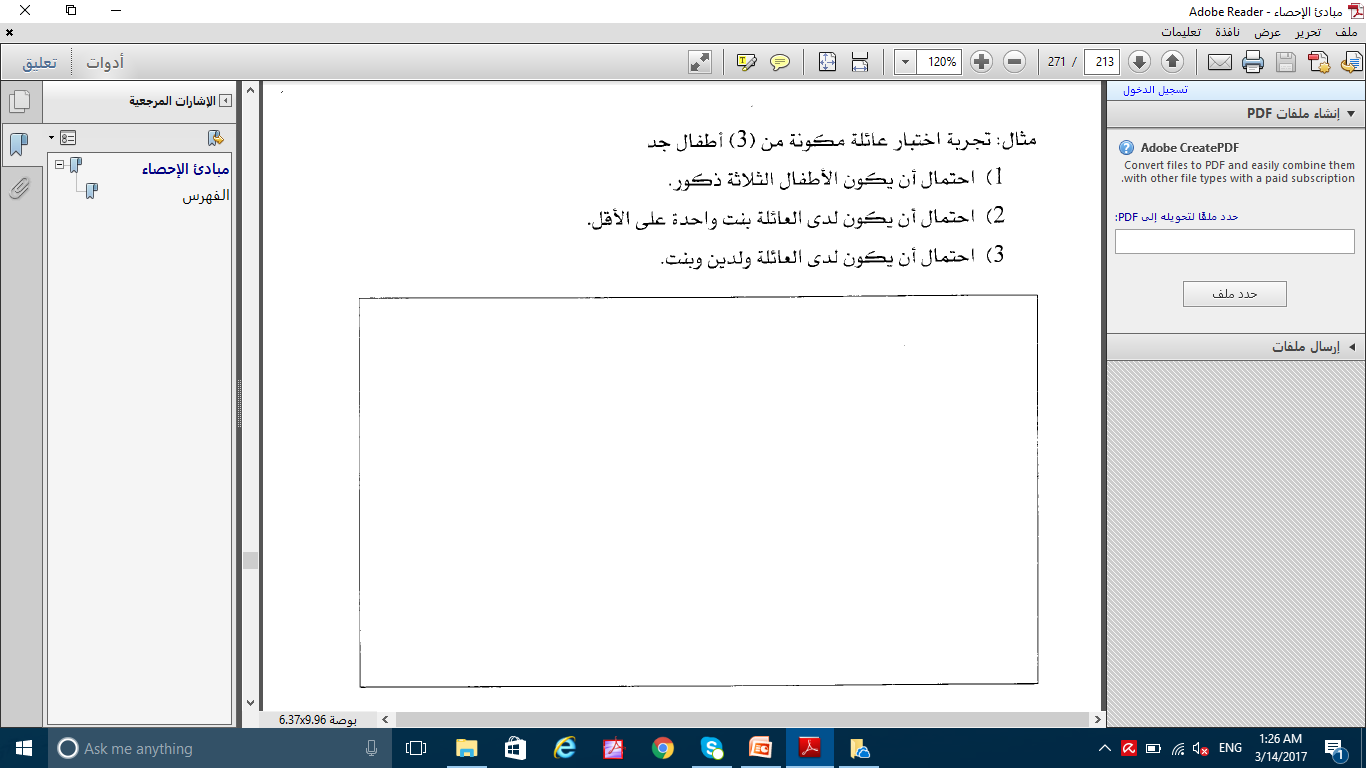 مبادئ الإحصاء - Adobe Reader
ملف تحرير عرض نافذة تعليمات
213 / 271
120%
أدوات
تعليق
تسجيل الدخول
إنشاء ملفات PDF
Adobe CreatePDF
Convert files to PDF and easily combine them
with other file types with a paid subscription.
حدد ملفًا لتحويله إلى PDF:
حدد ملف
إرسال ملفات
مثال: تجربة اختبار عائلة مكونة من (3) أطفال جد
1) احتمال أن يكون الأطفال الثلاثة ذكور.
2) احتمال أن يكون لدى العائلة بنت واحدة على الأقل.
3) احتمال أن يكون لدى العائلة ولدين وبنت.
الإشارات المرجعية
مبادئ الإحصاء
الفهرس
6.37x9.96 بوصة
Ask me anything
ENG
1:26 AM
3/14/2017
1